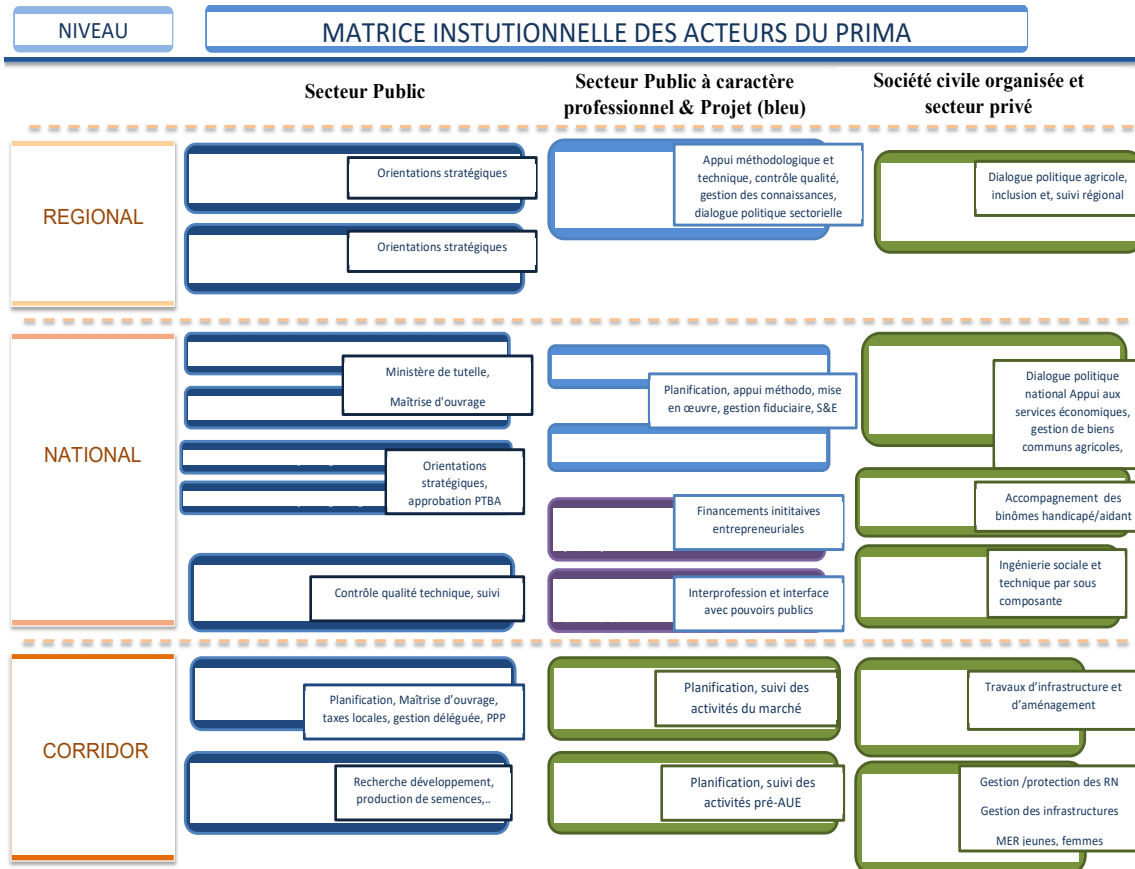 NIVEAU
MATRICE INSTUTIONNELLE DES ACTEURS DU PRIMA
Secteur Public
Secteur Public à caractère
professionnel & Projet (bleu)
Société civile organisée et
secteur privé
REGIONAL
Orientations stratégiques
Orientations stratégiques
Appui méthodologique et
technique, contrôle qualité,
gestion des connaissances,
dialogue politique sectorielle
Dialogue politique agricole,
inclusion et, suivi régional
NATIONAL
Ministère de tutelle,
Maîtrise d'ouvrage
Orientations
stratégiques,
approbation PTBA
Contrôle qualité technique, suivi
Planification, appui méthodo, mise
en œuvre, gestion fiduciaire, S&E
Financements inititaives
entrepreneuriales
Interprofession et interface
avec pouvoirs publics
Dialogue politique
national Appui aux
services économiques,
gestion de biens
communs agricoles,
Accompagnement des
binômes handicapé/aidant
Ingénierie sociale et
technique par sous
composante
CORRIDOR
Planification, Maîtrise d’ouvrage,
taxes locales, gestion déléguée, PPP
Recherche développement,
production de semences,..
Planification, suivi des
activités du marché
Planification, suivi des
activités pré-AUE
Travaux d’infrastructure et
d’aménagement
Gestion /protection des RN
Gestion des infrastructures
MER jeunes, femmes